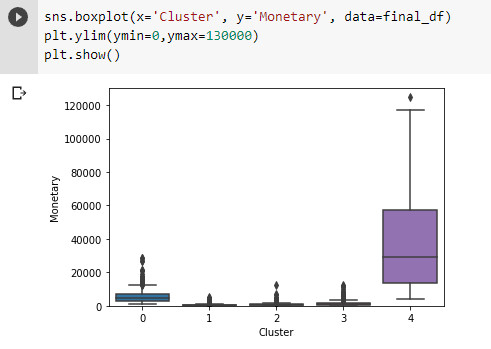 sns.boxplot(x='Cluster', y='Monetary', data=final_df)
plt.ylim(ymin=0,ymax=130000)
plt.show()
120000
100000
80000
60000
40000
20000
0
Monetary
0 1 2 3 4
Cluster